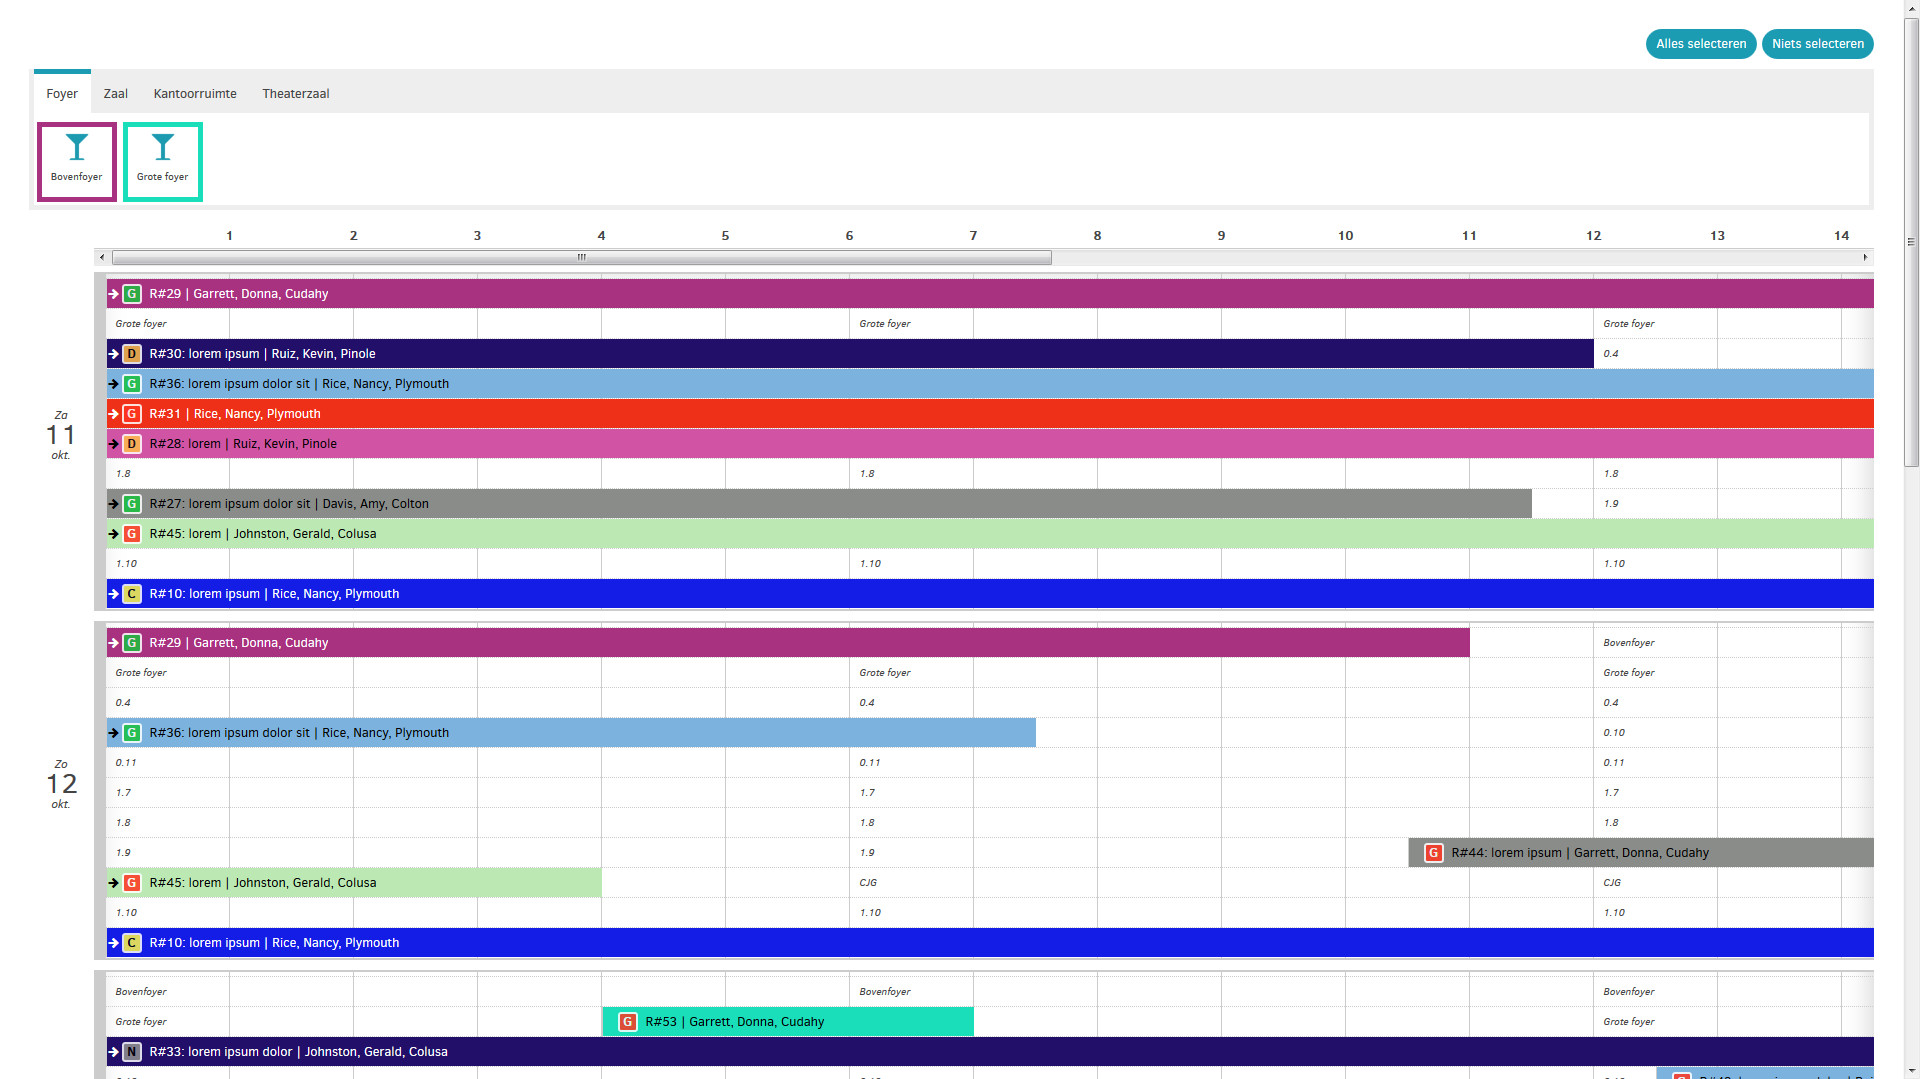 Alles selecteren Niets selecteren
Foyer Zaal Kantoorruimte Theaterzaal
Bovenfoyer Grote foyer
1 2 3 4 5 6 7 8 9 10 11 12 13 14
Za
11
okt.
G R#29 | Garrett, Donna, Cudahy
Grote foyer Grote foyer Grote foyer
D R#30: lorem ipsum | Ruiz, Kevin, Pinole 0.4
G R#36: lorem ipsum dolor sit | Rice, Nancy, Plymouth
G R#31 | Rice, Nancy, Plymouth
D R#28: lorem | Ruiz, Kevin, Pinole
1.8 1.8 1.8
G R#27: lorem ipsum dolor sit | Davis, Amy, Colton 1.9
G R#45: lorem | Johnston, Gerald, Colusa
1.10 1.10 1.10
C R#10: lorem ipsum | Rice, Nancy, Plymouth
Zo
12
okt.
G R#29 | Garrett, Donna, Cudahy Bovenfoyer
Grote foyer Grote foyer Grote foyer
0.4 0.4 0.4
G R#36: lorem ipsum dolor sit | Rice, Nancy, Plymouth 0.10
0.11 0.11 0.11
1.7 1.7 1.7
1.8 1.8 1.8
1.9 1.9 G R#44: lorem ipsum | Garrett, Donna, Cudahy
G R#45: lorem | Johnston, Gerald, Colusa CJG CJG
1.10 1.10 1.10
C R#10: lorem ipsum | Rice, Nancy, Plymouth
Bovenfoyer Bovenfoyer Bovenfoyer
Grote foyer G R#53 | Garrett, Donna, Cudahy Grote foyer
N R#33: lorem ipsum dolor | Johnston, Gerald, Colusa